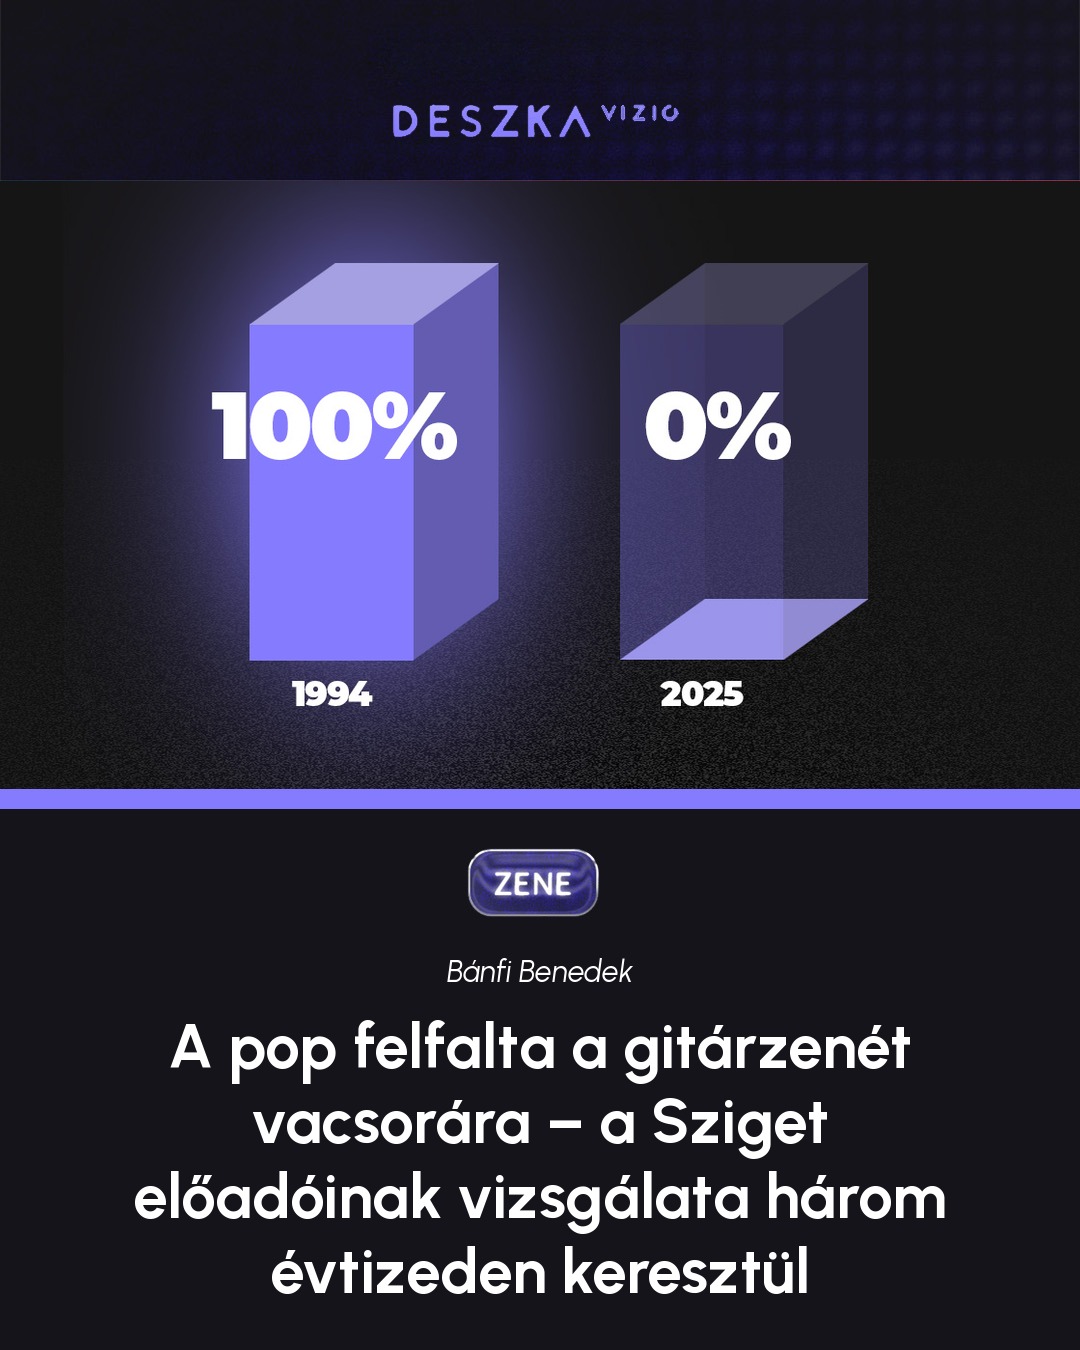 DESZKA VIZIO
100% 0%
1994 2025
ZENE
Bánfi Benedek
A pop felfalta a gitárzenét
vacsorára – a Sziget
előadóinak vizsgálata három
évtizeden keresztül